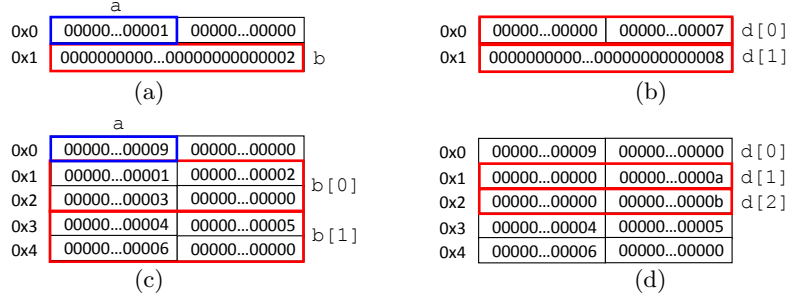 a
0x0 00000...00001 00000...00000
0x1 0000000000...00000000000002 b
(a)
0x0 00000...00000 00000...00007 d[0]
0x1 0000000000...00000000000008 d[1]
(b)
a
0x0 00000...00009 00000...00000
0x1 00000...00001 00000...00002
b[0]
0x2 00000...00003 00000...00000
0x3 00000...00004 00000...00005
b[1]
0x4 00000...00006 00000...00000
(c)
0x0 00000...00009 00000...00000 d[0]
0x1 00000...00000 00000...0000a d[1]
0x2 00000...00000 00000...0000b d[2]
0x3 00000...00004 00000...00005
0x4 00000...00006 00000...00000
(d)